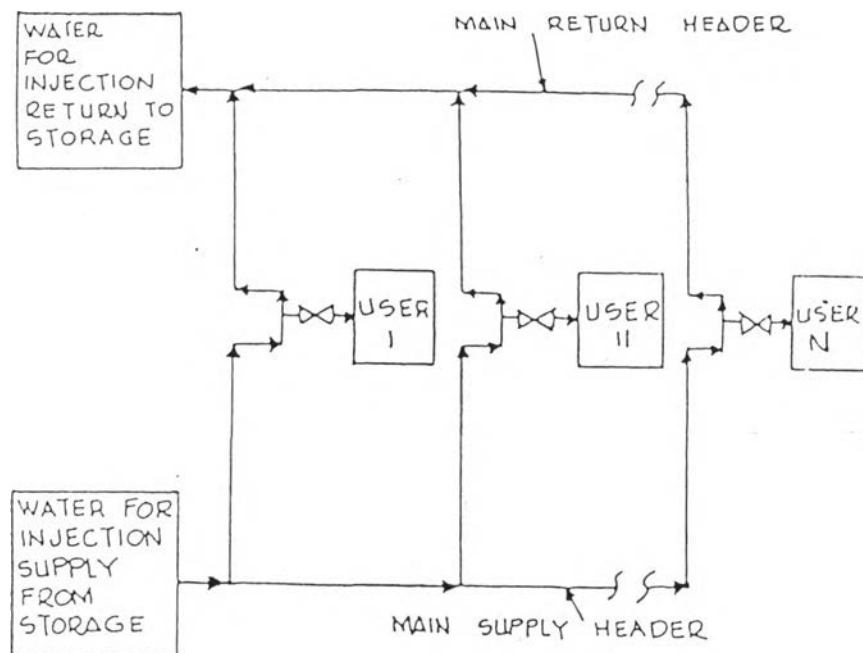 WATER
FOR
INJECTION
RETURN TO
STORAGE
MAIN RETURN HEADER
USER
I
USER
II
USER
N
WATER FOR
INJECTION
SUPPLY
FROM
STORAGE
MAIN SUPPLY HEADER